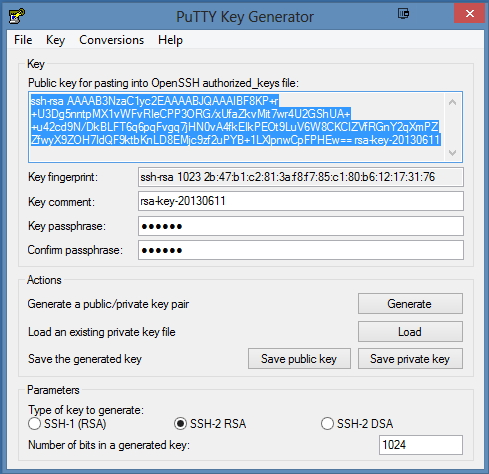 PuTTY Key Generator
File Key Conversions Help
Key
Public key for pasting into OpenSSH authorized_keys file:
ssh-rsa AAAAB3NzaC1yc2EAAAABJQAAAIBF8KP+r
+U3Dg5nntpMX1vWFvRIeCPP3ORG/xUfaZkvMit7wr4U2GShUA+
+u42cd9N/DkBLFT6q6pqFvgq7jHN0vA4fkEIkPEOt9LuV6W8CKCIZVfRGnY2qXmPZ
ZfwyX9ZOH7ldQF9ktbKnLD8EMjc9zf2uPYB+1LXlpnwCpFPHEw== rsa-key-20130611
Key fingerprint: ssh-rsa 1023 2b:47:b1:c2:81:3a:f8:f7:85:c1:80:b6:12:17:31:76
Key comment: rsa-key-20130611
Key passphrase: ●●●●●●
Confirm passphrase: ●●●●●●
Actions
Generate a public/private key pair Generate
Load an existing private key file Load
Save the generated key Save public key Save private key
Parameters
Type of key to generate:
SSH-1 (RSA) SSH-2 RSA SSH-2 DSA
Number of bits in a generated key: 1024